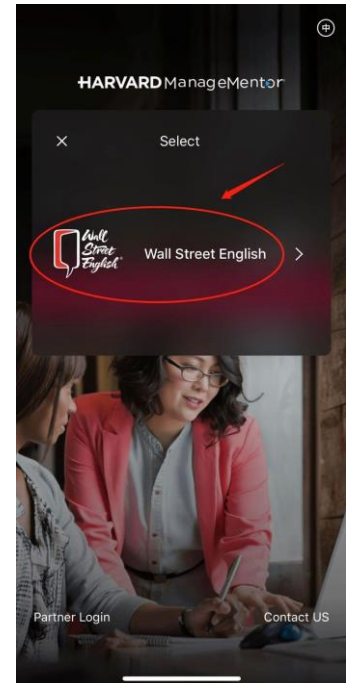 中
HARVARD ManageMentor
× Select
Wall
Street
English
Wall Street English >
Partner Login Contact US